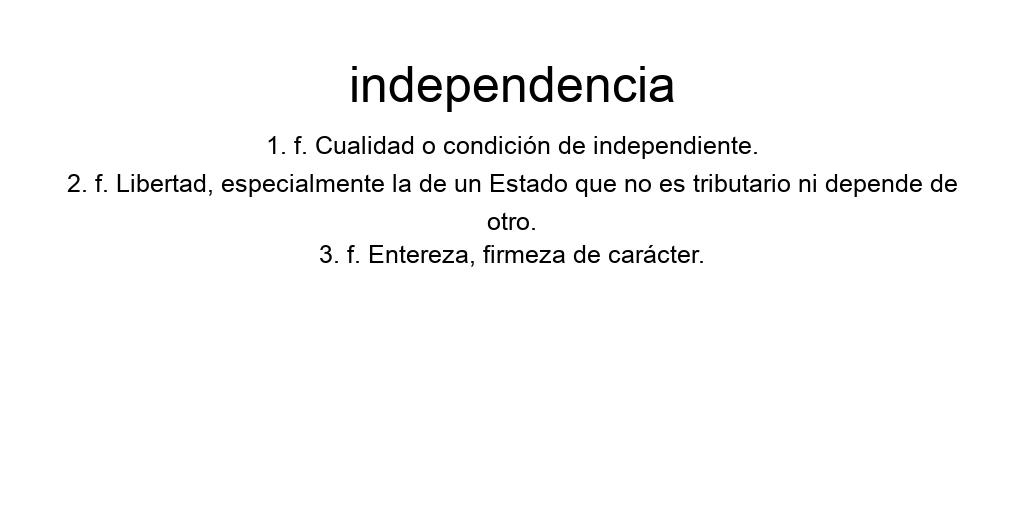 independencia
1. f. Cualidad o condición de independiente.
2. f. Libertad, especialmente la de un Estado que no es tributario ni depende de
otro.
3. f. Entereza, firmeza de carácter.